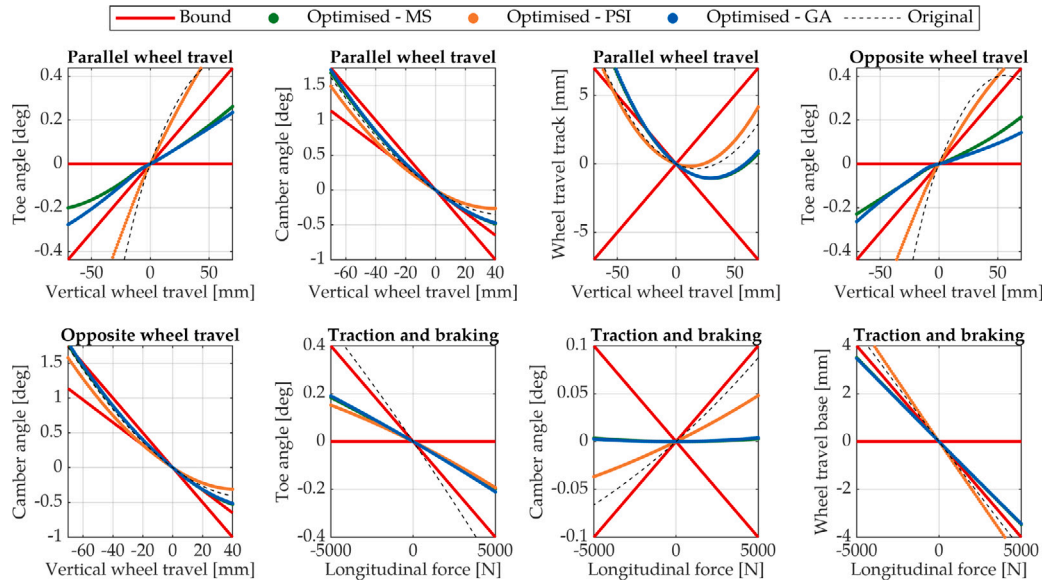 Bound Optimised - MS Optimised - PSI Optimised - GA Original
Parallel wheel travel Parallel wheel travel Parallel wheel travel Opposite wheel travel
Toe angle [deg]
0.4
0.2
0
-0.2
-0.4
-50 0 50
Vertical wheel travel [mm]
Camber angle [deg]
1.5
1
0.5
0
-0.5
-1
-60 -40 -20 0 20 40
Vertical wheel travel [mm]
Wheel travel track [mm]
5
0
-5
-50 0 50
Vertical wheel travel [mm]
Toe angle [deg]
0.4
0.2
0
-0.2
-0.4
-50 0 50
Vertical wheel travel [mm]
Opposite wheel travel Traction and braking Traction and braking Traction and braking
Camber angle [deg]
1.5
1
0.5
0
-0.5
-1
-60 -40 -20 0 20 40
Vertical wheel travel [mm]
Toe angle [deg]
0.4
0.2
0
-0.2
-0.4
-5000 0 5000
Longitudinal force [N]
Camber angle [deg]
0.1
0.05
0
-0.05
-0.1
-5000 0 5000
Longitudinal force [N]
Wheel travel base [mm]
4
2
0
-2
-4
-5000 0 5000
Longitudinal force [N]